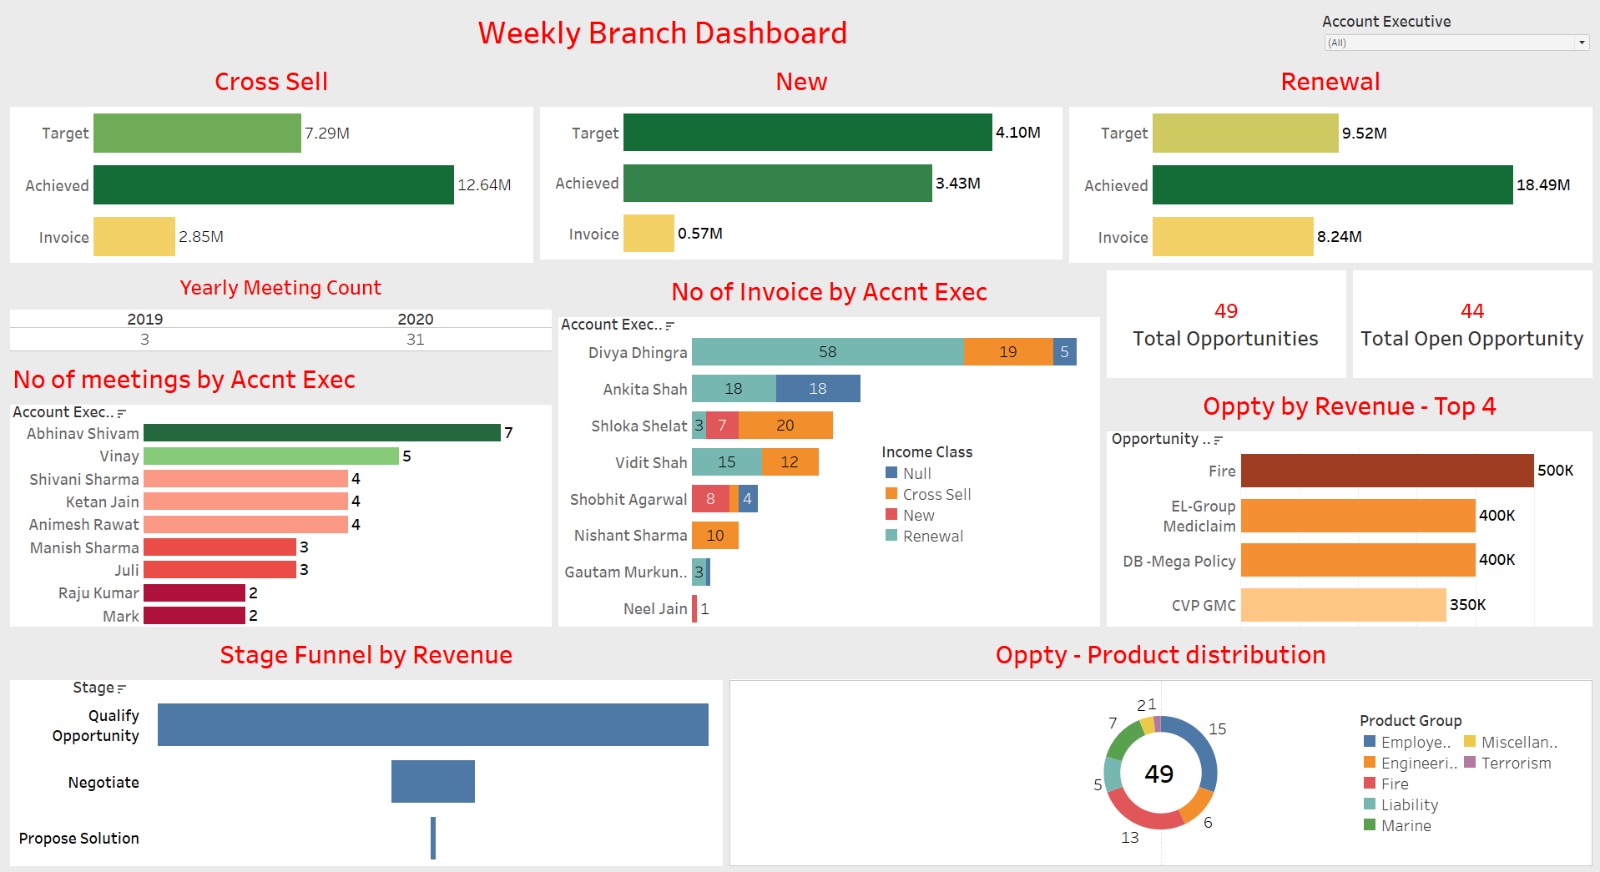 Weekly Branch Dashboard
Account Executive
(All)
Cross Sell
Target 7.29M
Achieved 12.64M
Invoice 2.85M
New
Target 4.10M
Achieved 3.43M
Invoice 0.57M
Renewal
Target 9.52M
Achieved 18.49M
Invoice 8.24M
Yearly Meeting Count
2019 2020
3 31
No of meetings by Accnt Exec
Account Exec..
Abhinav Shivam 7
Vinay 5
Shivani Sharma 4
Ketan Jain 4
Animesh Rawat 4
Manish Sharma 3
Juli 3
Raju Kumar 2
Mark 2
No of Invoice by Accnt Exec
Account Exec..
Divya Dhingra 58 19 5
Ankita Shah 18 18
Shloka Shelat 3 7 20
Vidit Shah 15 12
Shobhit Agarwal 8 4
Nishant Sharma 10
Gautam Murkun.. 3
Neel Jain 1
Income Class
Null
Cross Sell
New
Renewal
49
Total Opportunities
44
Total Open Opportunity
Oppty by Revenue - Top 4
Opportunity ..
Fire 500K
EL-Group
Mediclaim 400K
DB -Mega Policy 400K
CVP GMC 350K
Stage Funnel by Revenue
Stage
Qualify
Opportunity
Negotiate
Propose Solution
Oppty - Product distribution
15
6
13
5
7
2
1
49
Product Group
Employe.. Miscellan..
Engineeri.. Terrorism
Fire
Liability
Marine